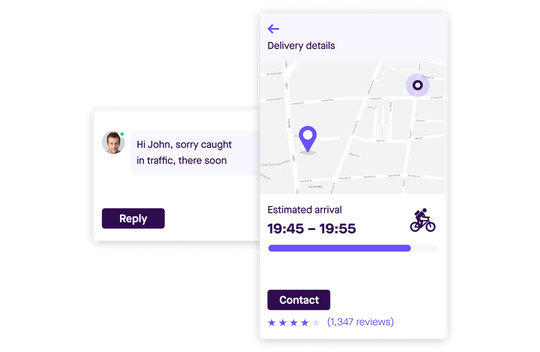 Hi John, sorry caught
in traffic, there soon
Reply
Delivery details
Estimated arrival
19:45 – 19:55
Contact
(1,347 reviews)